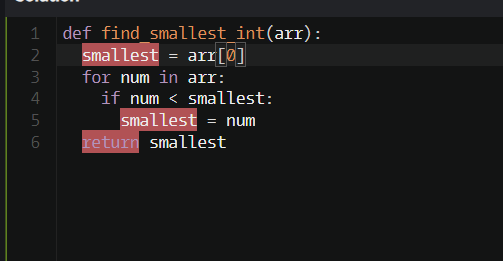 1 def find_smallest_int(arr):
2 smallest = arr[0]
3 for num in arr:
4 if num < smallest:
5 smallest = num
6 return smallest